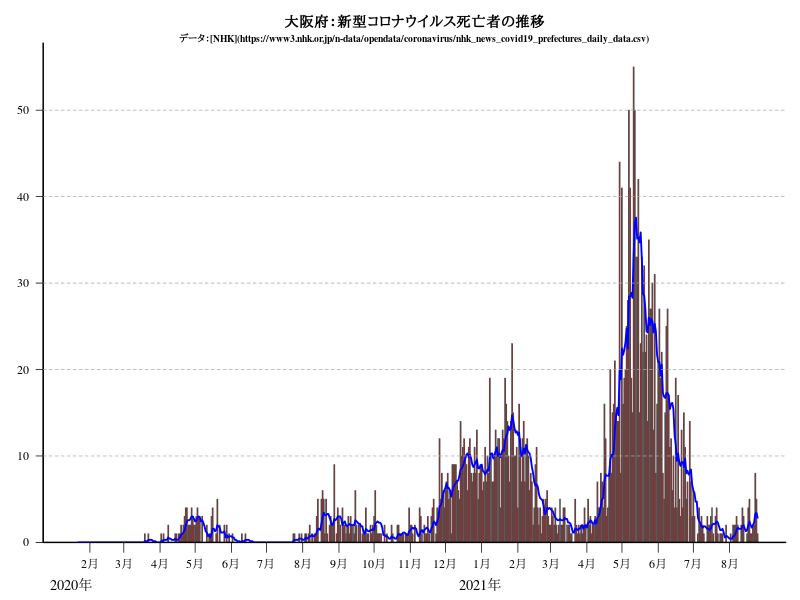 大阪府：新型コロナウイルス死亡者の推移
データ：[NHK](https://www3.nhk.or.jp/n-data/opendata/coronavirus/nhk_news_covid19_prefectures_daily_data.csv)
50
40
30
20
10
0
2月 3月 4月 5月 6月 7月 8月 9月 10月 11月 12月 1月 2月 3月 4月 5月 6月 7月 8月
2020年 2021年